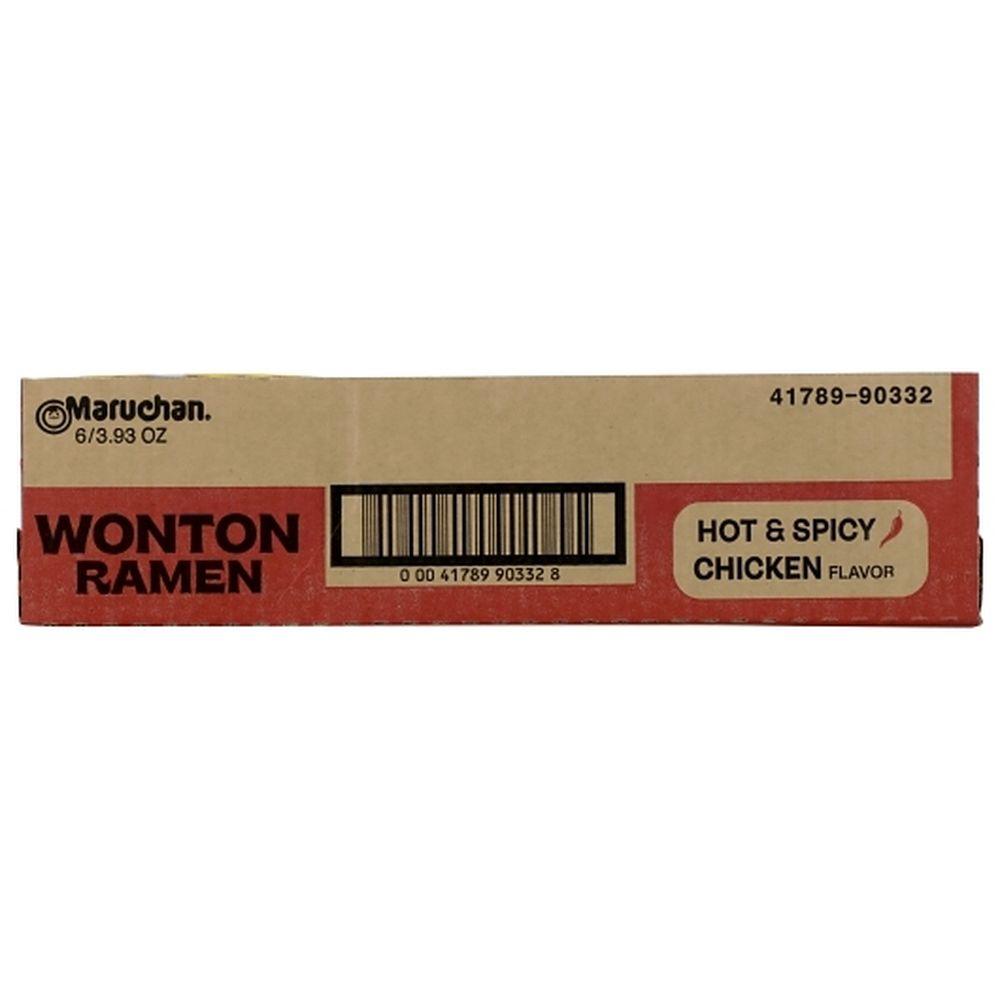 Maruchan.
6/3.93 OZ
41789-90332
WONTON
RAMEN
0 00 41789 90332 8
HOT & SPICY
CHICKEN FLAVOR